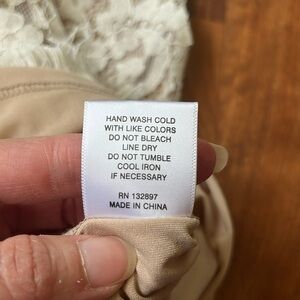 HAND WASH COLD
WITH LIKE COLORS
DO NOT BLEACH
LINE DRY
DO NOT TUMBLE
COOL IRON
IF NECESSARY
RN 132897
MADE IN CHINA